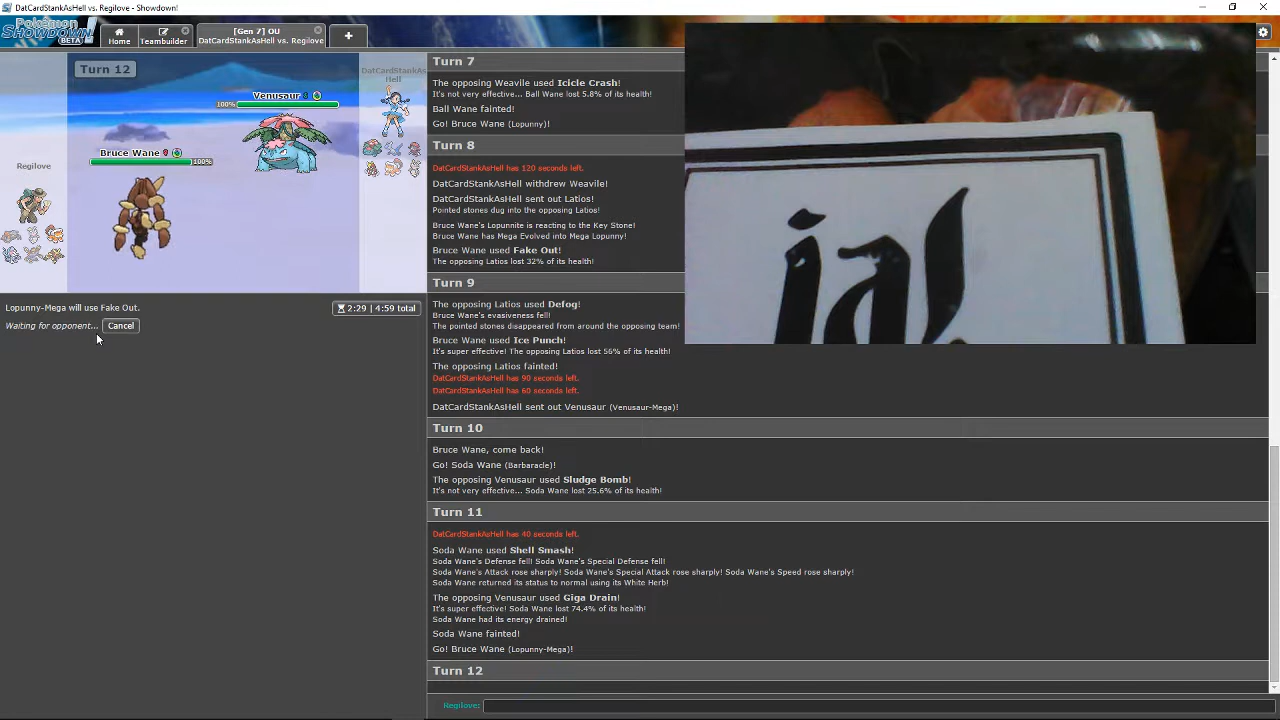 DatCardStankAsHell vs. Regilove - Showdown!
Pokémon
Showdown!
BETA
Home
Teambuilder
[Gen 7] OU
DatCardStankAsHell vs. Regilove
Turn 12
Venusaur
100%
Bruce Wane
100%
Regilove
DatCardStankAs
Hell
Lopunny-Mega will use Fake Out.
Waiting for opponent...
Cancel
2:29 | 4:59 total
Turn 7
The opposing Weavile used Icicle Crash!
It's not very effective... Ball Wane lost 5.8% of its health!
Ball Wane fainted!
Go! Bruce Wane (Lopunny)!
Turn 8
DatCardStankAsHell has 120 seconds left.
DatCardStankAsHell withdrew Weavile!
DatCardStankAsHell sent out Latios!
Pointed stones dug into the opposing Latios!
Bruce Wane's Lopunnite is reacting to the Key Stone!
Bruce Wane has Mega Evolved into Mega Lopunny!
Bruce Wane used Fake Out!
The opposing Latios lost 32% of its health!
Turn 9
The opposing Latios used Defog!
Bruce Wane's evasiveness fell!
The pointed stones disappeared from around the opposing team!
Bruce Wane used Ice Punch!
It's super effective! The opposing Latios lost 56% of its health!
The opposing Latios fainted!
DatCardStankAsHell has 90 seconds left.
DatCardStankAsHell has 60 seconds left.
DatCardStankAsHell sent out Venusaur (Venusaur-Mega)!
Turn 10
Bruce Wane, come back!
Go! Soda Wane (Barbaracle)!
The opposing Venusaur used Sludge Bomb!
It's not very effective... Soda Wane lost 25.6% of its health!
Turn 11
DatCardStankAsHell has 40 seconds left.
Soda Wane used Shell Smash!
Soda Wane's Defense fell! Soda Wane's Special Defense fell!
Soda Wane's Attack rose sharply! Soda Wane's Special Attack rose sharply! Soda Wane's Speed rose sharply!
Soda Wane returned its status to normal using its White Herb!
The opposing Venusaur used Giga Drain!
It's super effective! Soda Wane lost 74.4% of its health!
Soda Wane had its energy drained!
Soda Wane fainted!
Go! Bruce Wane (Lopunny-Mega)!
Turn 12
Regilove:
ial